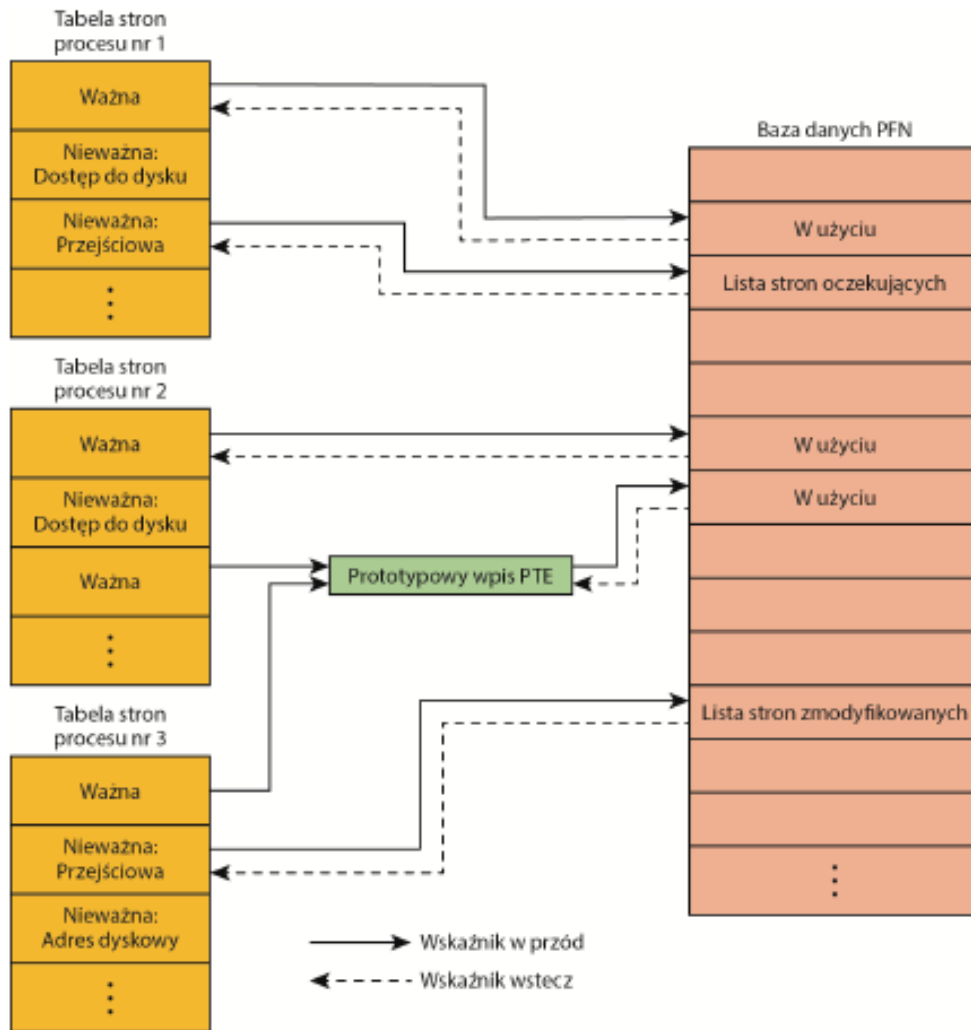 Tabela stron
procesu nr 1
Ważna
Nieważna:
Dostęp do dysku
Nieważna:
Przejściowa
Tabela stron
procesu nr 2
Ważna
Nieważna:
Dostęp do dysku
Ważna
Tabela stron
procesu nr 3
Ważna
Nieważna:
Przejściowa
Nieważna:
Adres dyskowy
Prototypowy wpis PTE
Baza danych PFN
W użyciu
Lista stron oczekujących
W użyciu
W użyciu
Lista stron zmodyfikowanych
Wskaźnik w przód
Wskaźnik wstecz